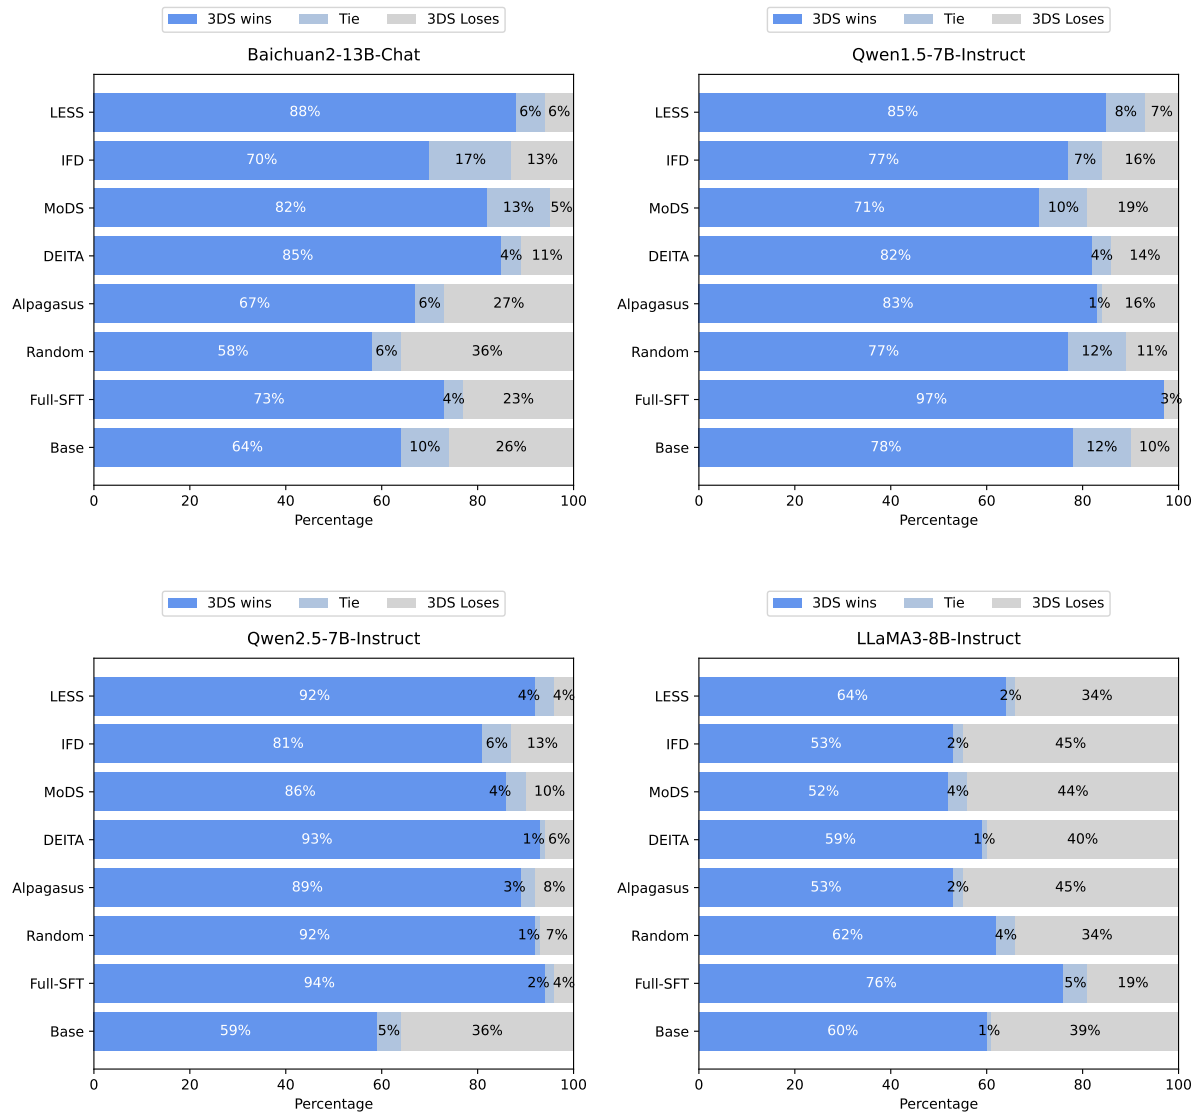 3DS wins Tie 3DS Loses
Baichuan2-13B-Chat
LESS 88% 6% 6%
IFD 70% 17% 13%
MoDS 82% 13% 5%
DEITA 85% 4% 11%
Alpagasus 67% 6% 27%
Random 58% 6% 36%
Full-SFT 73% 4% 23%
Base 64% 10% 26%
0 20 40 60 80 100
Percentage
3DS wins Tie 3DS Loses
Qwen1.5-7B-Instruct
LESS 85% 8% 7%
IFD 77% 7% 16%
MoDS 71% 10% 19%
DEITA 82% 4% 14%
Alpagasus 83% 1% 16%
Random 77% 12% 11%
Full-SFT 97% 3%
Base 78% 12% 10%
0 20 40 60 80 100
Percentage
3DS wins Tie 3DS Loses
Qwen2.5-7B-Instruct
LESS 92% 4% 4%
IFD 81% 6% 13%
MoDS 86% 4% 10%
DEITA 93% 1% 6%
Alpagasus 89% 3% 8%
Random 92% 1% 7%
Full-SFT 94% 2% 4%
Base 59% 5% 36%
0 20 40 60 80 100
Percentage
3DS wins Tie 3DS Loses
LLaMA3-8B-Instruct
LESS 64% 2% 34%
IFD 53% 2% 45%
MoDS 52% 4% 44%
DEITA 59% 1% 40%
Alpagasus 53% 2% 45%
Random 62% 4% 34%
Full-SFT 76% 5% 19%
Base 60% 1% 39%
0 20 40 60 80 100
Percentage